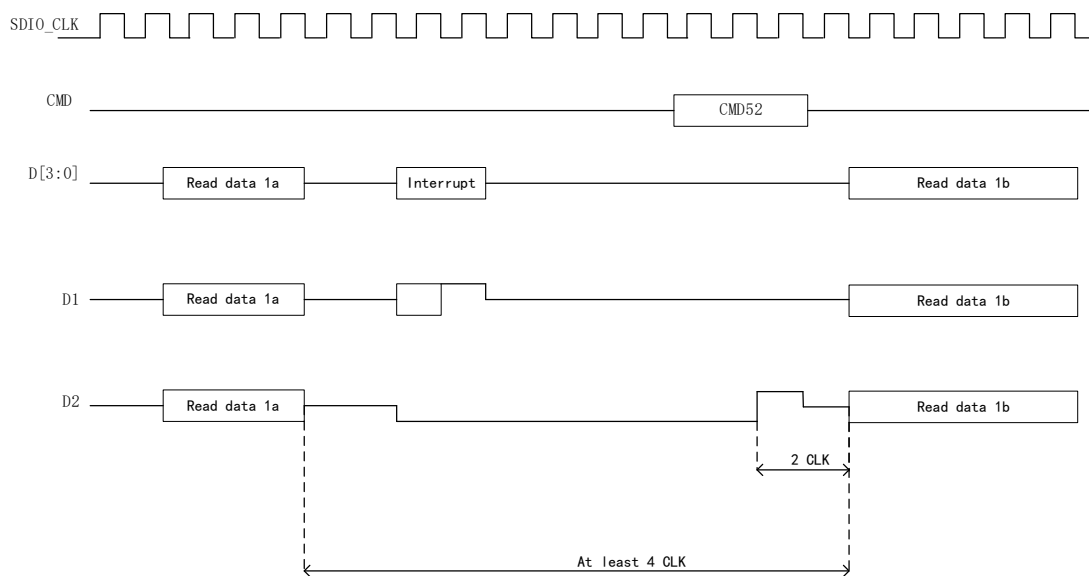 SDIO_CLK
CMD
CMD52
D[3:0]
Read data 1a
Interrupt
Read data 1b
D1
Read data 1a
Read data 1b
D2
Read data 1a
Read data 1b
2 CLK
At least 4 CLK